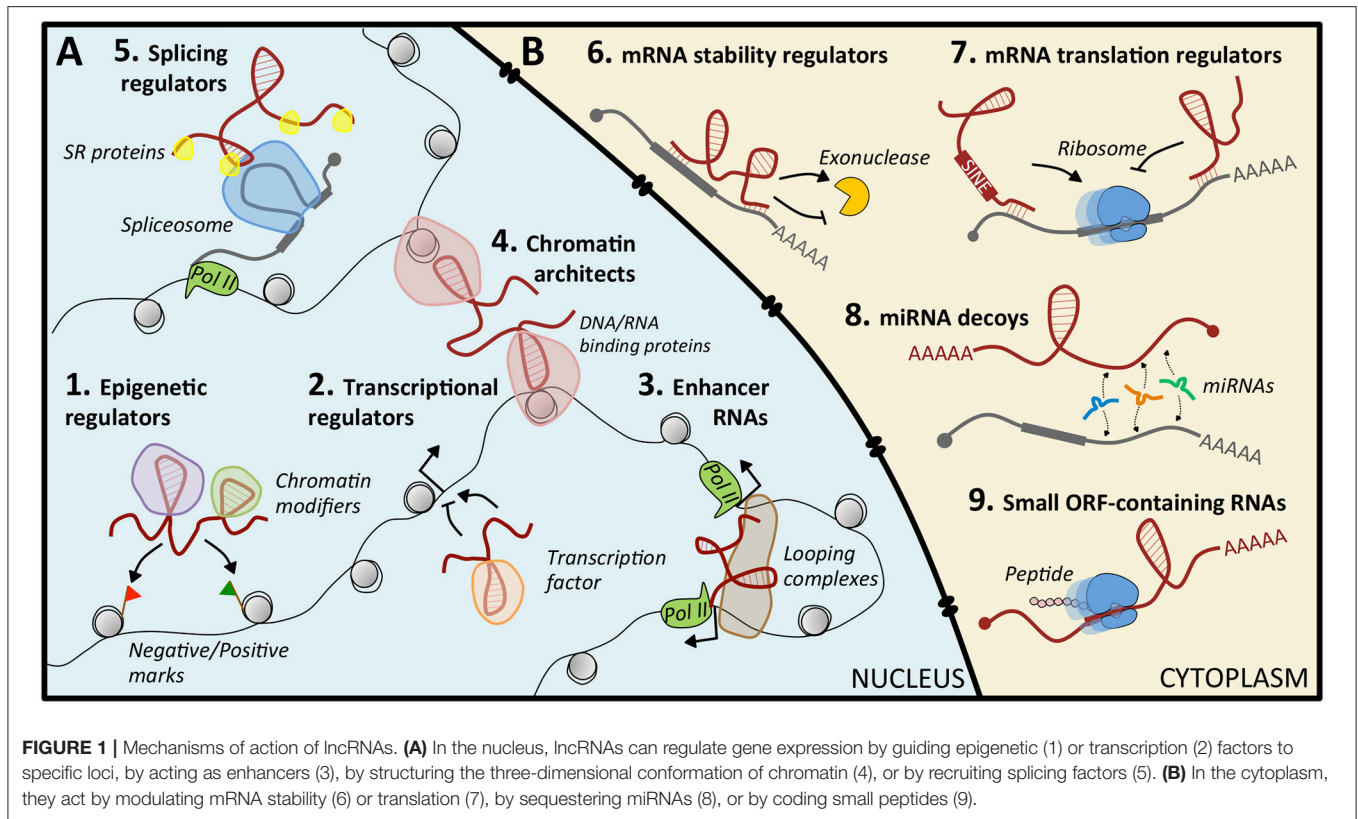 A
5. Splicing
regulators
SR proteins
Spliceosome
Pol II
4. Chromatin
architects
DNA/RNA
binding proteins
1. Epigenetic
regulators
Chromatin
modifiers
Negative/Positive
marks
2. Transcriptional
regulators
Transcription
factor
3. Enhancer
RNAs
Pol II
Looping
complexes
Pol II
NUCLEUS
B
6. mRNA stability regulators
Exonuclease
AAAAA
7. mRNA translation regulators
SINE
Ribosome
AAAAA
8. miRNA decoys
AAAAA
miRNAs
AAAAA
9. Small ORF-containing RNAs
Peptide
AAAAA
CYTOPLASM
FIGURE 1 | Mechanisms of action of lncRNAs. (A) In the nucleus, lncRNAs can regulate gene expression by guiding epigenetic (1) or transcription (2) factors to
specific loci, by acting as enhancers (3), by structuring the three-dimensional conformation of chromatin (4), or by recruiting splicing factors (5). (B) In the cytoplasm,
they act by modulating mRNA stability (6) or translation (7), by sequestering miRNAs (8), or by coding small peptides (9).